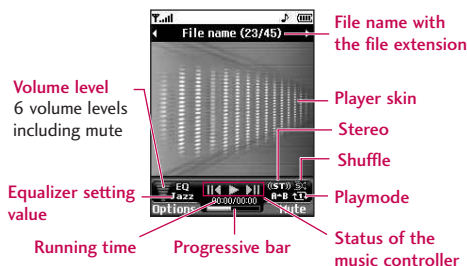 File name (23/45)
File name with
the file extension
Volume level
6 volume levels
including mute
Player skin
Stereo
Shuffle
EQ
Jazz
((ST))
A→B
00:00/00:00
Equalizer setting
value
Playmode
Options
Mute
Running time
Progressive bar
Status of the
music controller